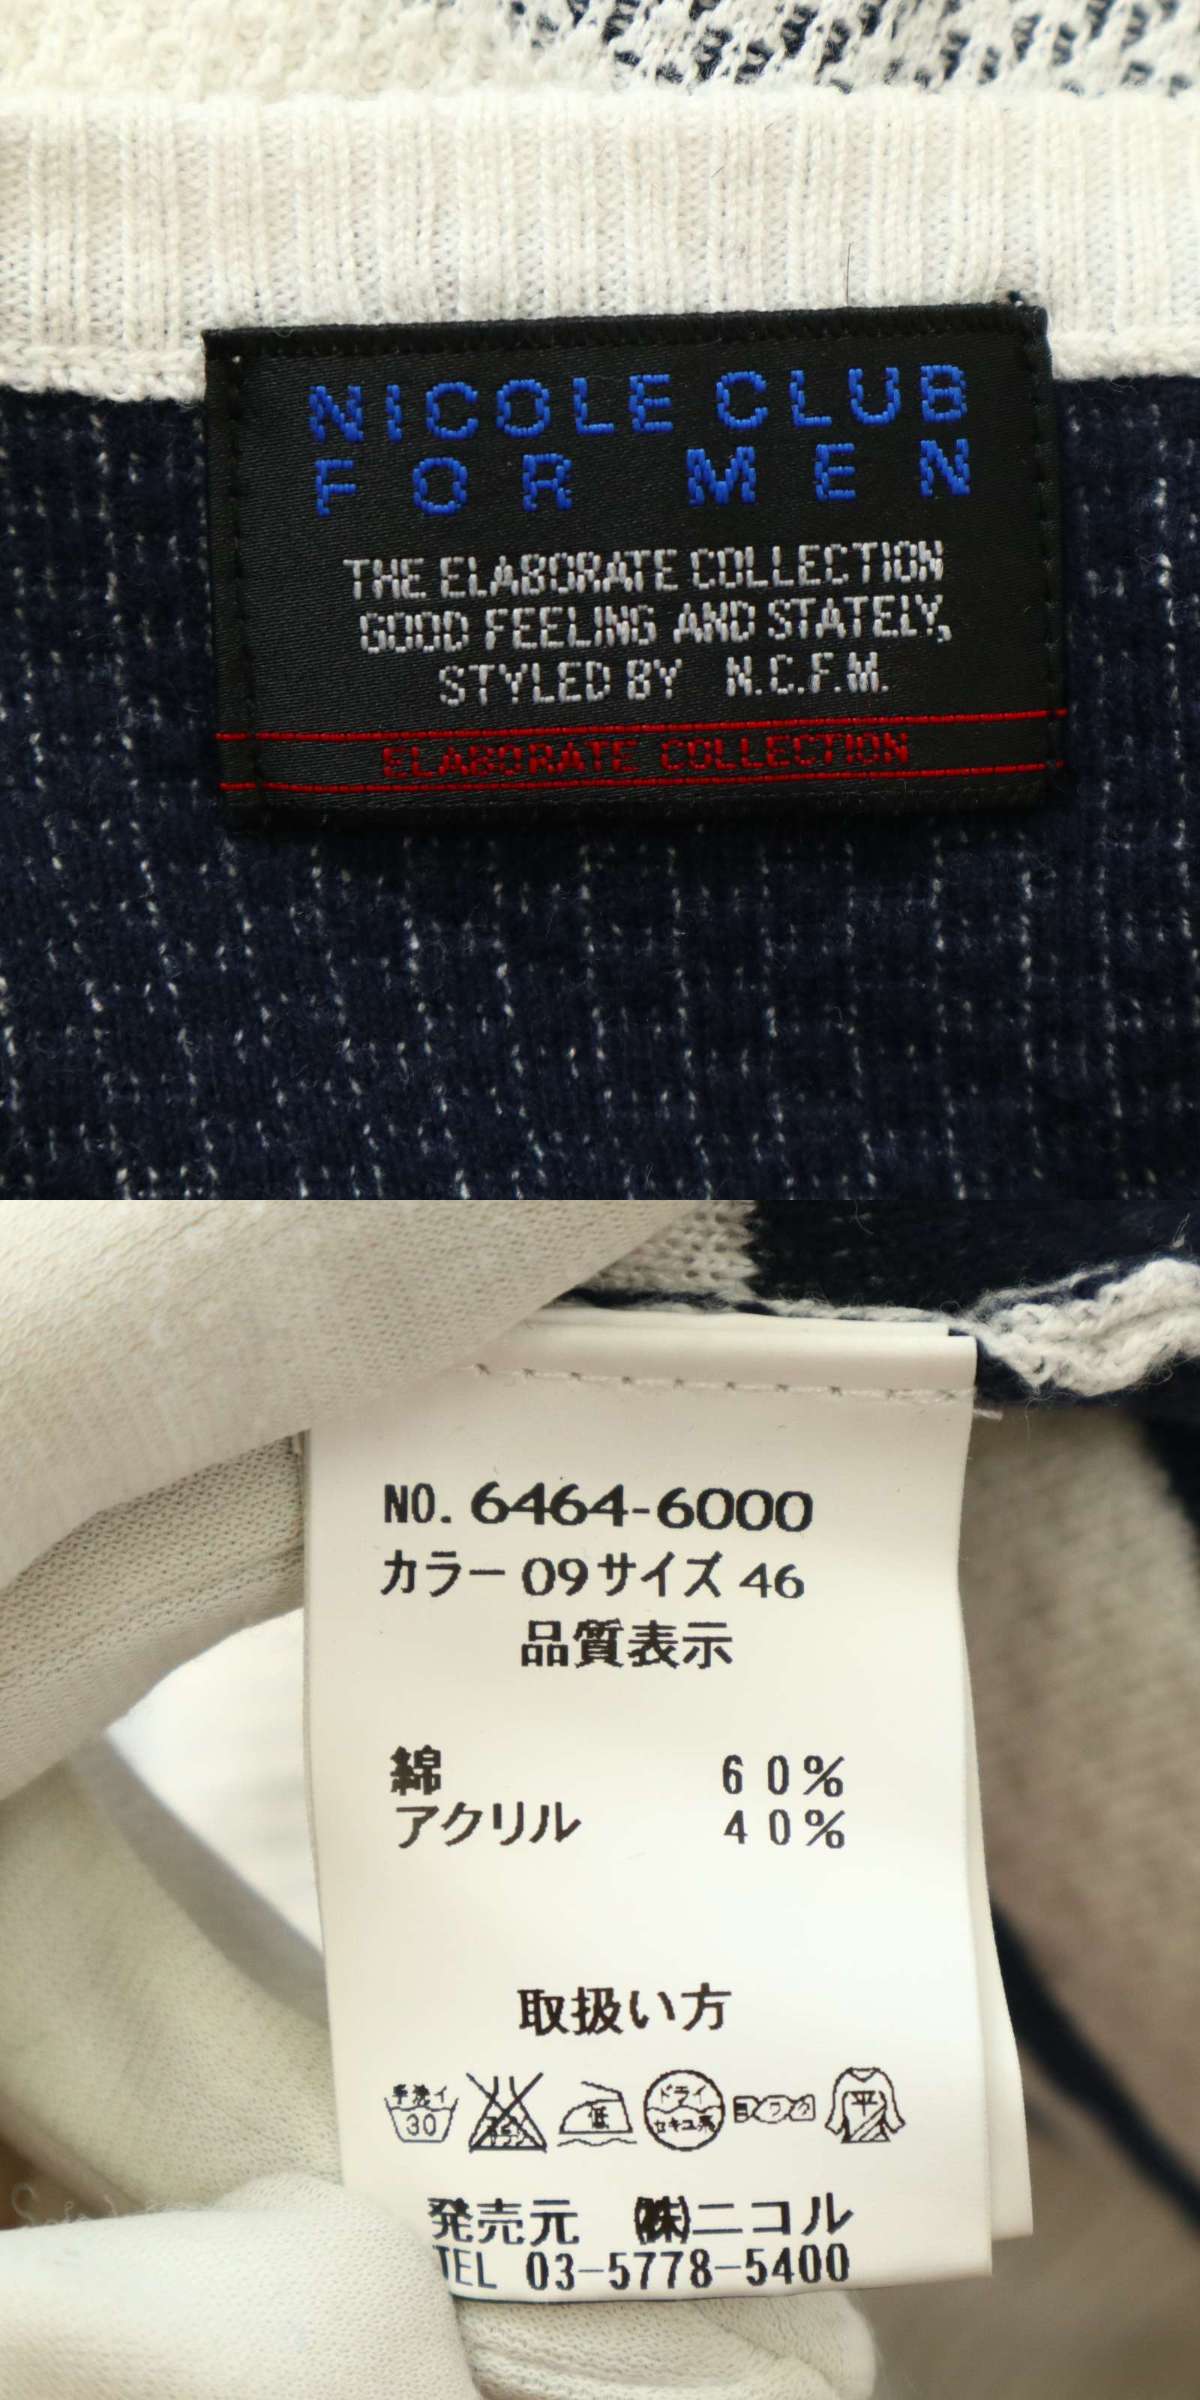 NICOLE CLUB
FOR MEN
THE ELABORATE COLLECTION
GOOD FEELING AND STATELY,
STYLED BY N.C.F.M.
ELABORATE COLLECTION
NO. 6464-6000
カラー 09 サイズ 46
品質表示
綿 60%
アクリル 40%
取扱い方
手洗イ 30
低
ドライ
セキユ系
平
発売元 (株)ニコル
TEL 03-5778-5400